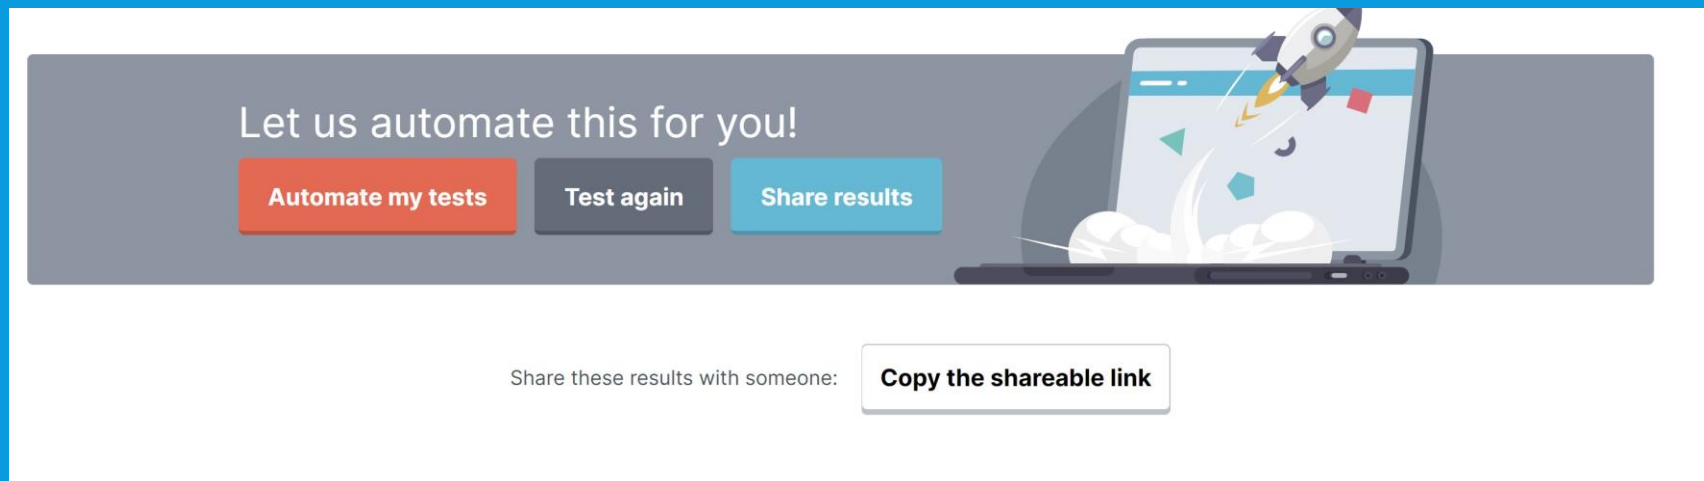 Let us automate this for you!
Automate my tests
Test again
Share results
Share these results with someone:
Copy the shareable link